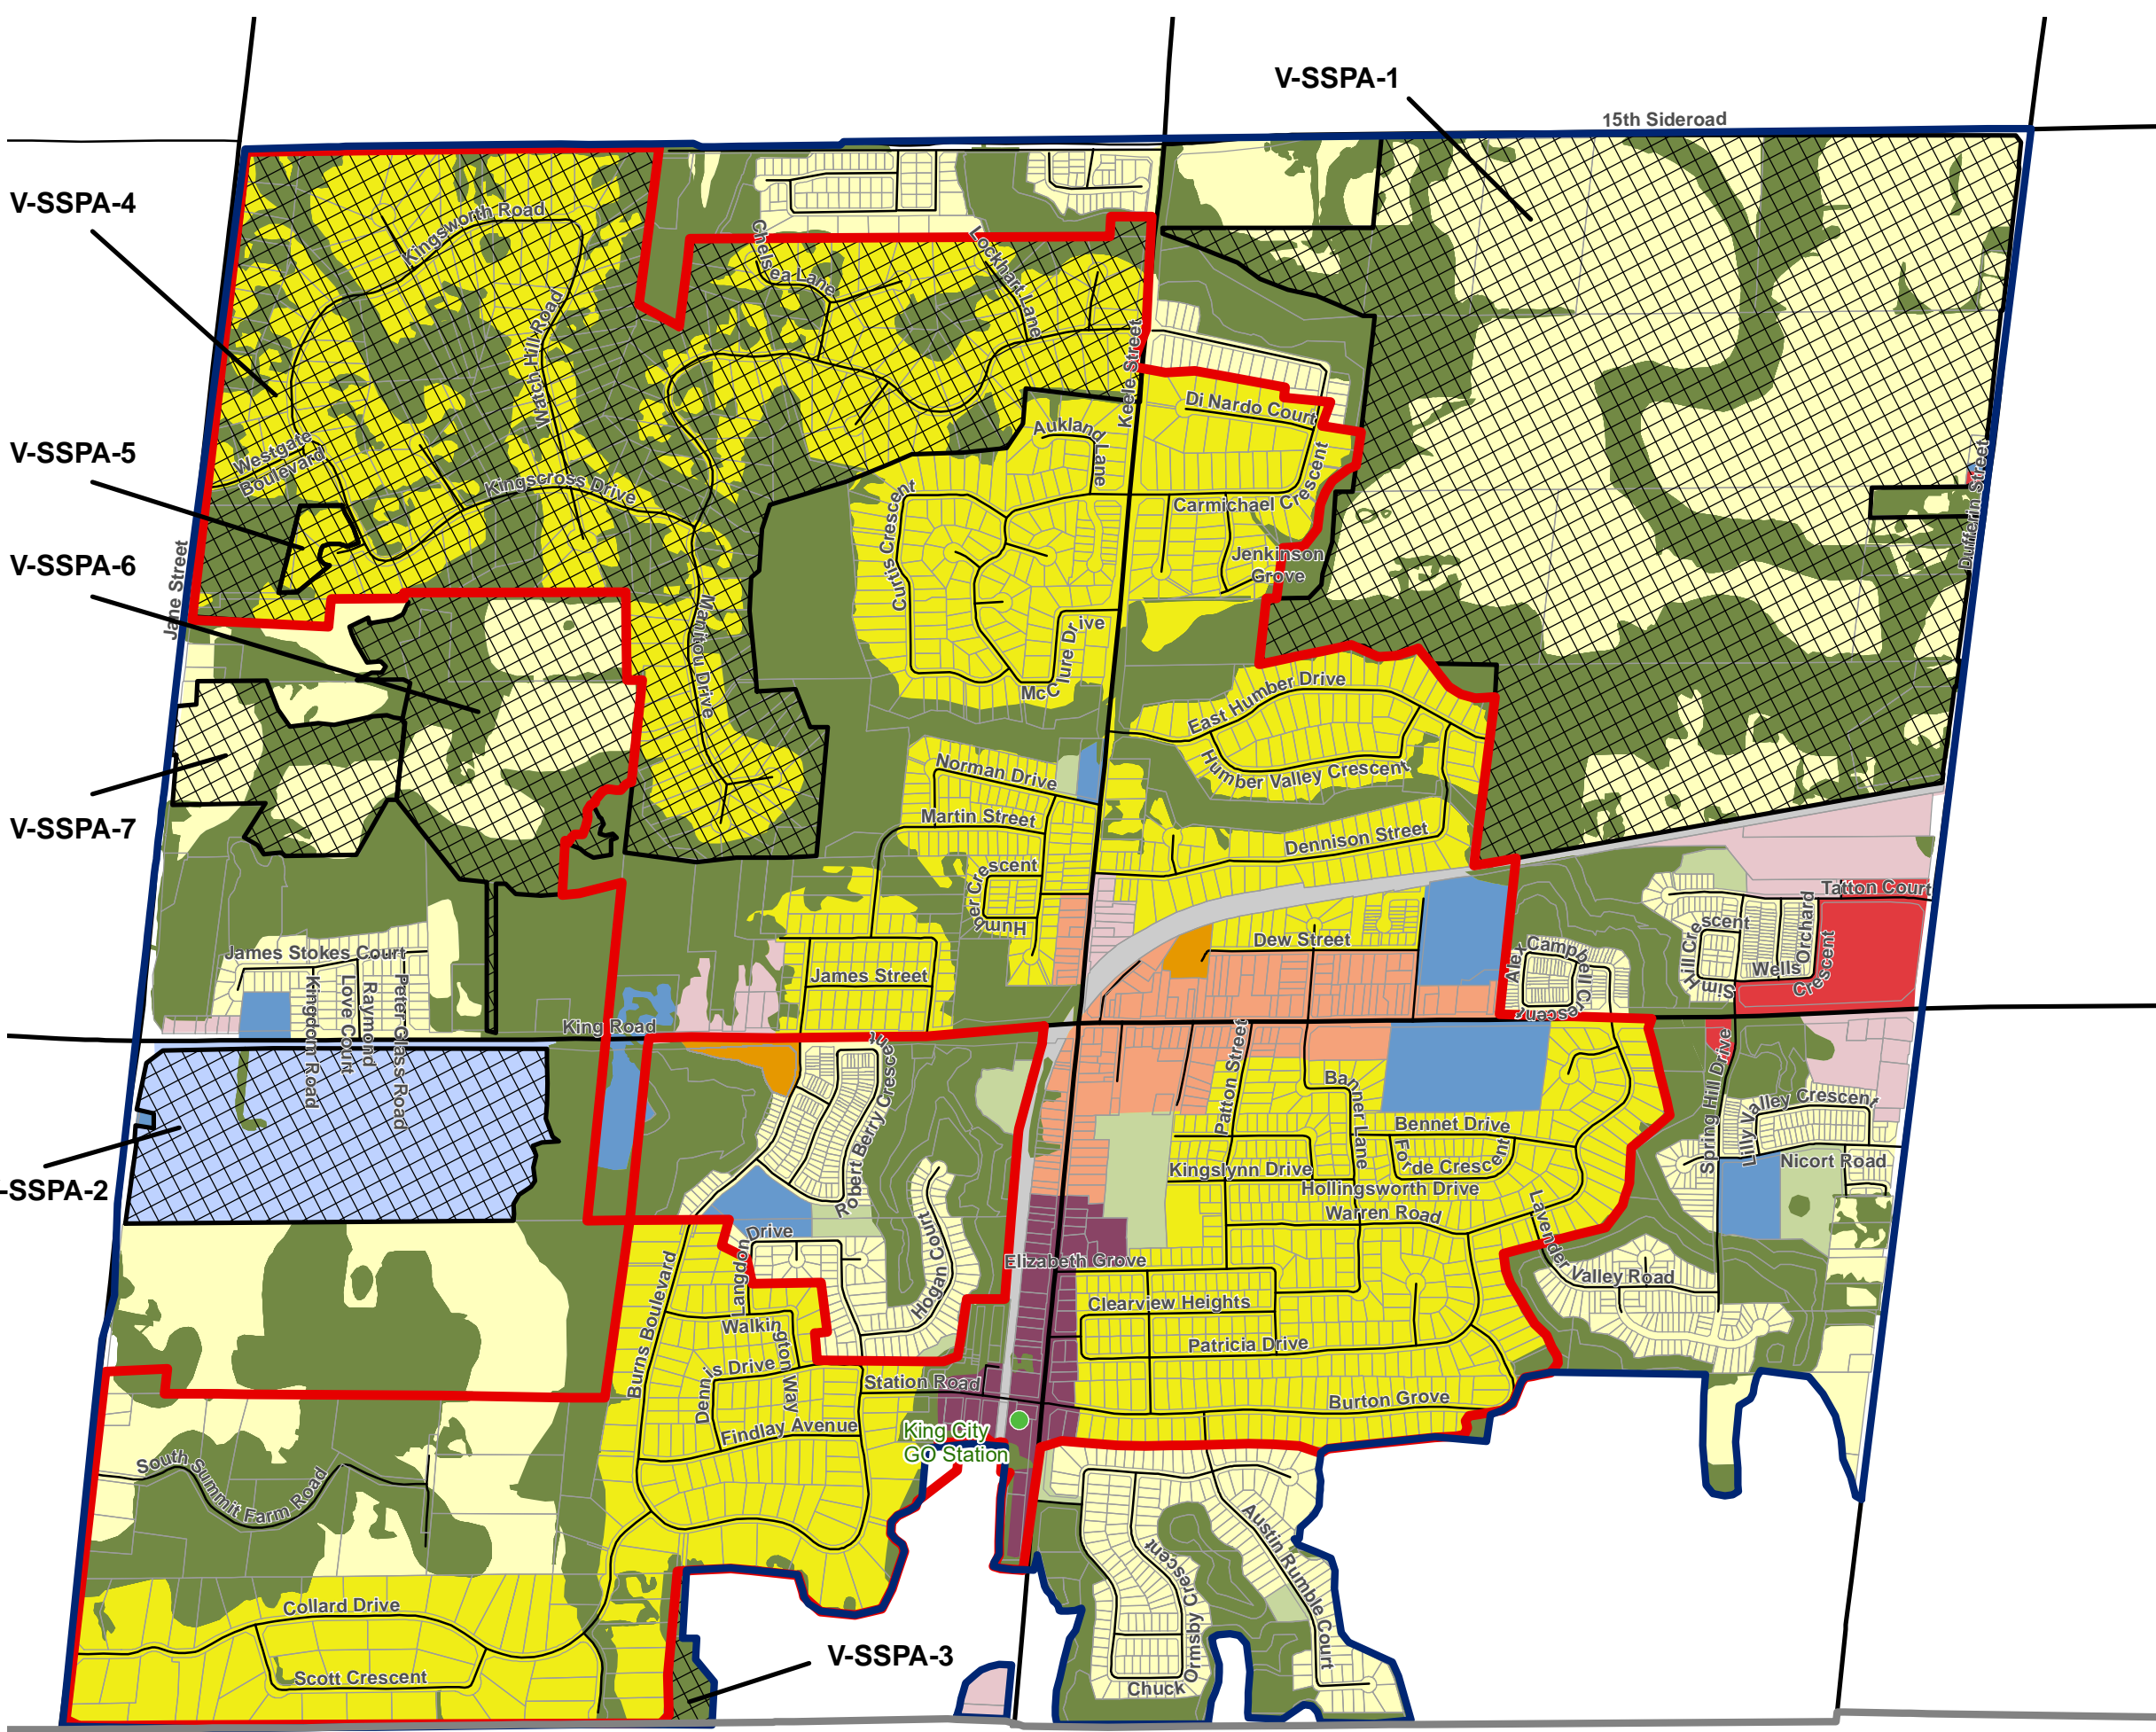 V-SSPA-1
15th Sideroad
V-SSPA-4
Kingsworth Road
Chelsea Lane
Lockhart Lane
Watch Hill Road
Keele Street
Di Nardo Court
Aukland Lane
V-SSPA-5
Westgate
Boulevard
Kingscross Drive
Curtis Crescent
Carmichael Crescent
Dufferin Street
V-SSPA-6
Jane Street
Jenkinson
Grove
Manitou Drive
McClure Drive
East Humber Drive
V-SSPA-7
Norman Drive
Humber Valley Crescent
Martin Street
Dennison Street
Humber Crescent
Tatton Court
James Stokes Court
James Street
Dew Street
Alex Campbell Crescent
Kill Crescent
Sim
Wells Orchard
Crescent
Kingdom Road
Love Court
Raymond
Peter Glass Road
King Road
Robert Berry Crescent
Patton Street
Banner Lane
Bennet Drive
Forde Crescent
Spring Hill Drive
Lilly Valley Crescent
-SSPA-2
Kingslynn Drive
Hollingsworth Drive
Nicort Road
Warren Road
Lavender Valley Road
Langdon Drive
Hogan Court
Elizabeth Grove
Burns Boulevard
Clearview Heights
Walkington Way
Patricia Drive
Dennis Drive
Station Road
Burton Grove
Findlay Avenue
King City
GO Station
South Summit Farm Road
Austin Rumble Court
Chuck Ormsby Crescent
Collard Drive
Scott Crescent
V-SSPA-3